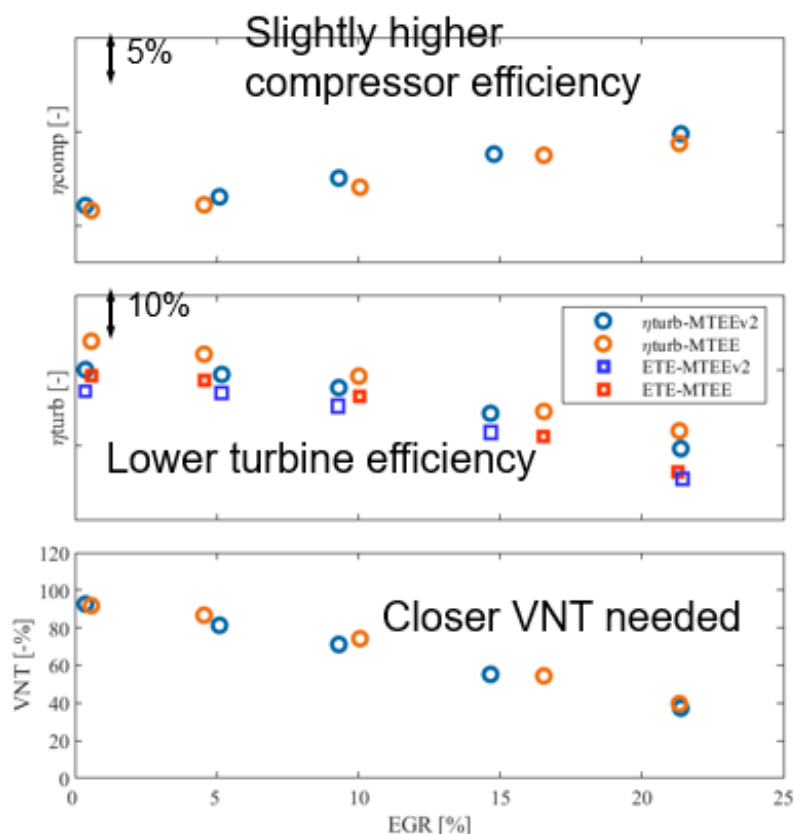 Slightly higher
5%
compressor efficiency
ηcomp [-]
10%
ηturb-MTEEv2
ηturb-MTEE
ETE-MTEEv2
ETE-MTEE
ηturb [-]
Lower turbine efficiency
120
100
80
60
40
20
0
VNT [-%]
Closer VNT needed
0 5 10 15 20 25
EGR [%]